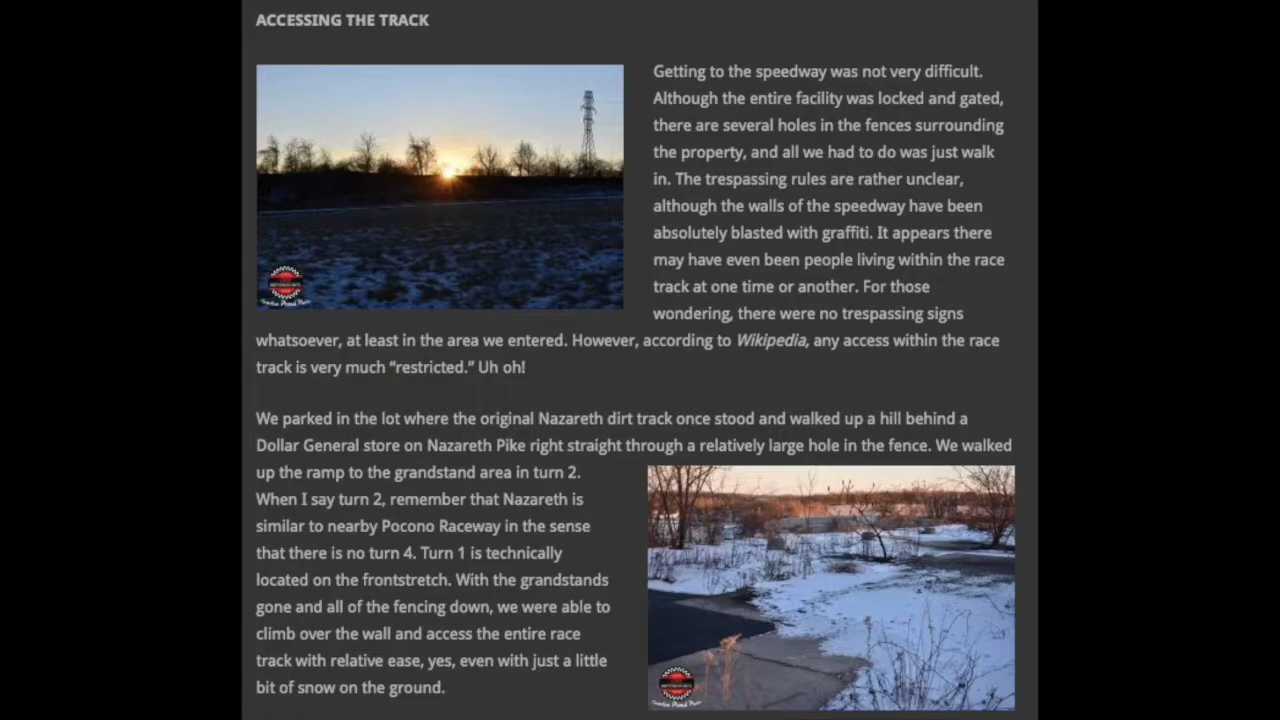 ACCESSING THE TRACK
Getting to the speedway was not very difficult.
Although the entire facility was locked and gated,
there are several holes in the fences surrounding
the property, and all we had to do was just walk
in. The trespassing rules are rather unclear,
although the walls of the speedway have been
absolutely blasted with graffiti. It appears there
may have even been people living within the race
track at one time or another. For those
wondering, there were no trespassing signs
whatsoever, at least in the area we entered. However, according to Wikipedia, any access within the race
track is very much “restricted.” Uh oh!
We parked in the lot where the original Nazareth dirt track once stood and walked up a hill behind a
Dollar General store on Nazareth Pike right straight through a relatively large hole in the fence. We walked
up the ramp to the grandstand area in turn 2.
When I say turn 2, remember that Nazareth is
similar to nearby Pocono Raceway in the sense
that there is no turn 4. Turn 1 is technically
located on the frontstretch. With the grandstands
gone and all of the fencing down, we were able to
climb over the wall and access the entire race
track with relative ease, yes, even with just a little
bit of snow on the ground.